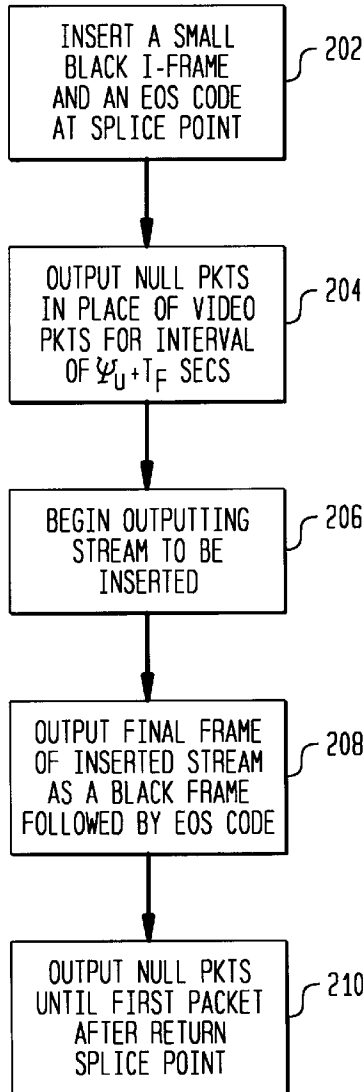 INSERT A SMALL
BLACK I-FRAME
AND AN EOS CODE
AT SPLICE POINT
202
OUTPUT NULL PKTS
IN PLACE OF VIDEO
PKTS FOR INTERVAL
OF ΨU+TF SECS
204
BEGIN OUTPUTTING
STREAM TO BE
INSERTED
206
OUTPUT FINAL FRAME
OF INSERTED STREAM
AS A BLACK FRAME
FOLLOWED BY EOS CODE
208
OUTPUT NULL PKTS
UNTIL FIRST PACKET
AFTER RETURN
SPLICE POINT
210